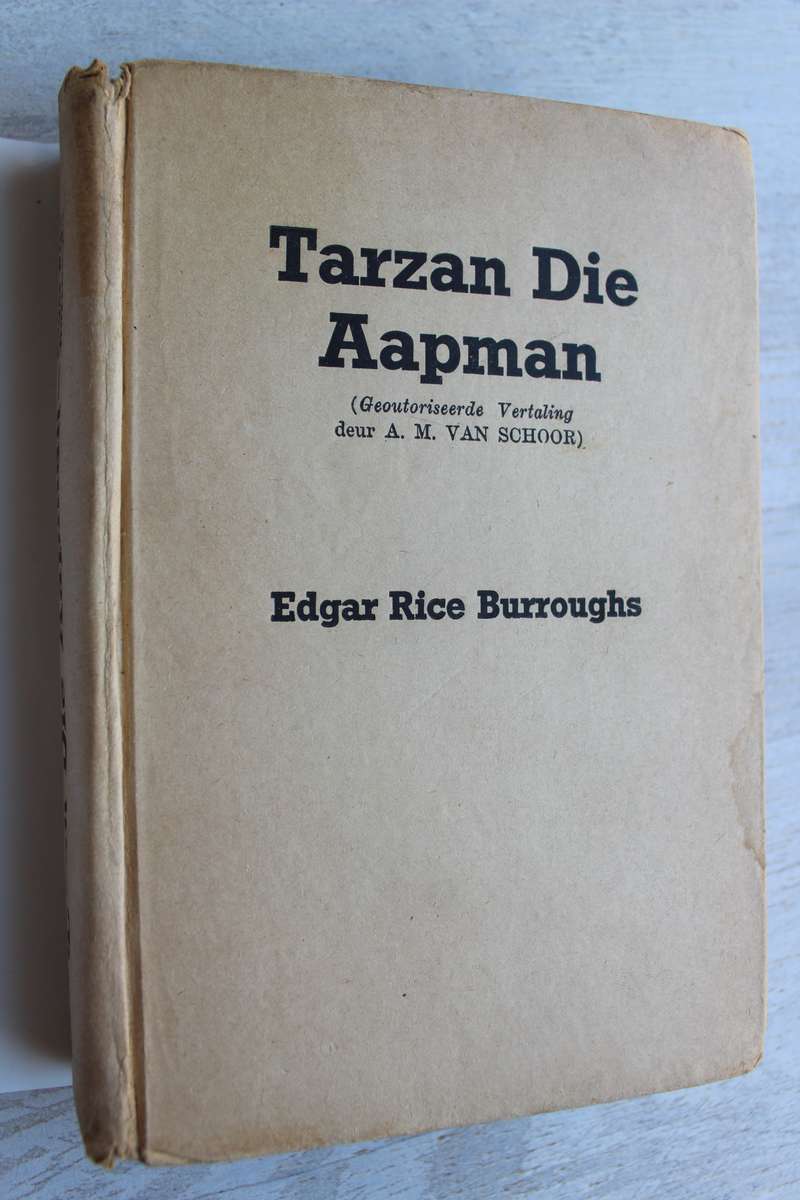 Tarzan Die
Aapman
(Geoutoriseerde Vertaling
deur A. M. VAN SCHOOR)
Edgar Rice Burroughs